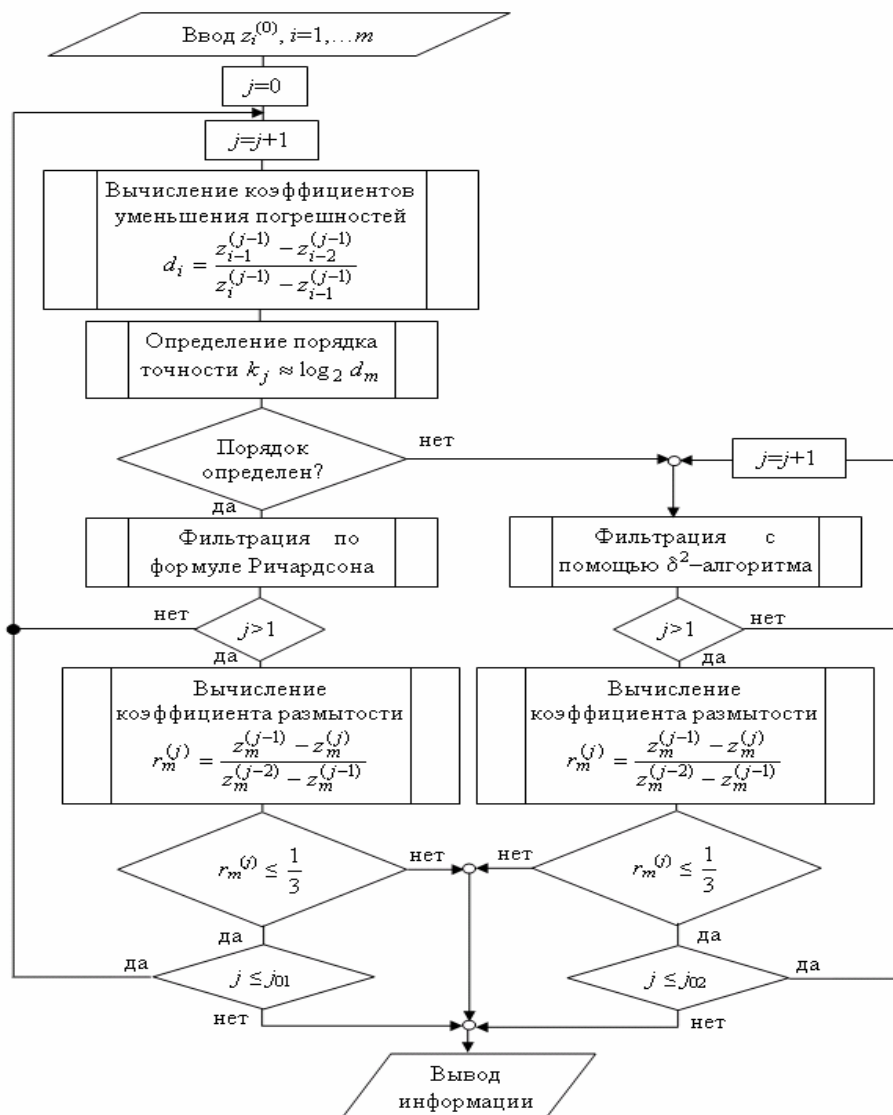 Ввод z_i^(0), i=1,…m
j=0
j=j+1
Вычисление коэффициентов
уменьшения погрешностей
d_i = (z_{i−1}^{(j−1)} − z_{i−2}^{(j−1)}) / (z_i^{(j−1)} − z_{i−1}^{(j−1)})
Определение порядка
точности k_j ≈ log_2 d_m
Порядок
определен?
нет
j=j+1
да
Фильтрация по
формуле Ричардсона
Фильтрация с
помощью δ²−алгоритма
нет
j>1
да
j>1
нет
да
Вычисление
коэффициента размытости
r_m^{(j)} = (z_m^{(j−1)} − z_m^{(j)}) / (z_m^{(j−2)} − z_m^{(j−1)})
Вычисление
коэффициента размытости
r_m^{(j)} = (z_m^{(j−1)} − z_m^{(j)}) / (z_m^{(j−2)} − z_m^{(j−1)})
r_m^{(j)} ≤ 1/3
нет
нет
r_m^{(j)} ≤ 1/3
да
да
да
j ≤ j_01
j ≤ j_02
да
нет
нет
Вывод
информации